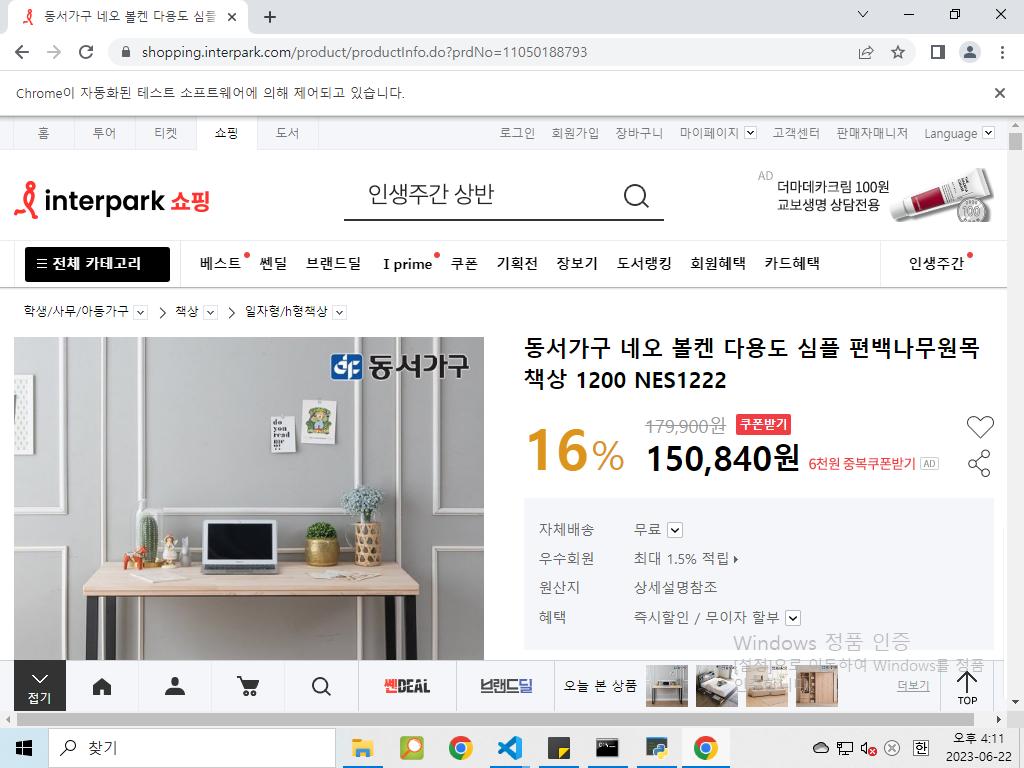 동서가구 네오 볼켄 다용도 심플
shopping.interpark.com/product/productInfo.do?prdNo=11050188793
Chrome이 자동화된 테스트 소프트웨어에 의해 제어되고 있습니다.
홈 투어 티켓 쇼핑 도서 로그인 회원가입 장바구니 마이페이지 고객센터 판매자매니저 Language
interpark 쇼핑
인생주간 상반
AD
더마데카크림 100원
교보생명 상담전용
전체 카테고리 베스트 쎈딜 브랜드딜 I prime 쿠폰 기획전 장보기 도서랭킹 회원혜택 카드혜택 인생주간
학생/사무/아동가구 책상 일자형/h형책상
동서가구
do
you
read
me
동서가구 네오 볼켄 다용도 심플 편백나무원목
책상 1200 NES1222
16%
179,900원 쿠폰받기
150,840원 6천원 중복쿠폰받기 AD
자체배송 무료
우수회원 최대 1.5% 적립
원산지 상세설명참조
혜택 즉시할인 / 무이자 할부
Windows 정품 인증
[설정]으로 이동하여 Windows를 정품
접기
쎈DEAL
브랜드딜
오늘 본 상품
더보기
TOP
찾기
한
오후 4:11
2023-06-22